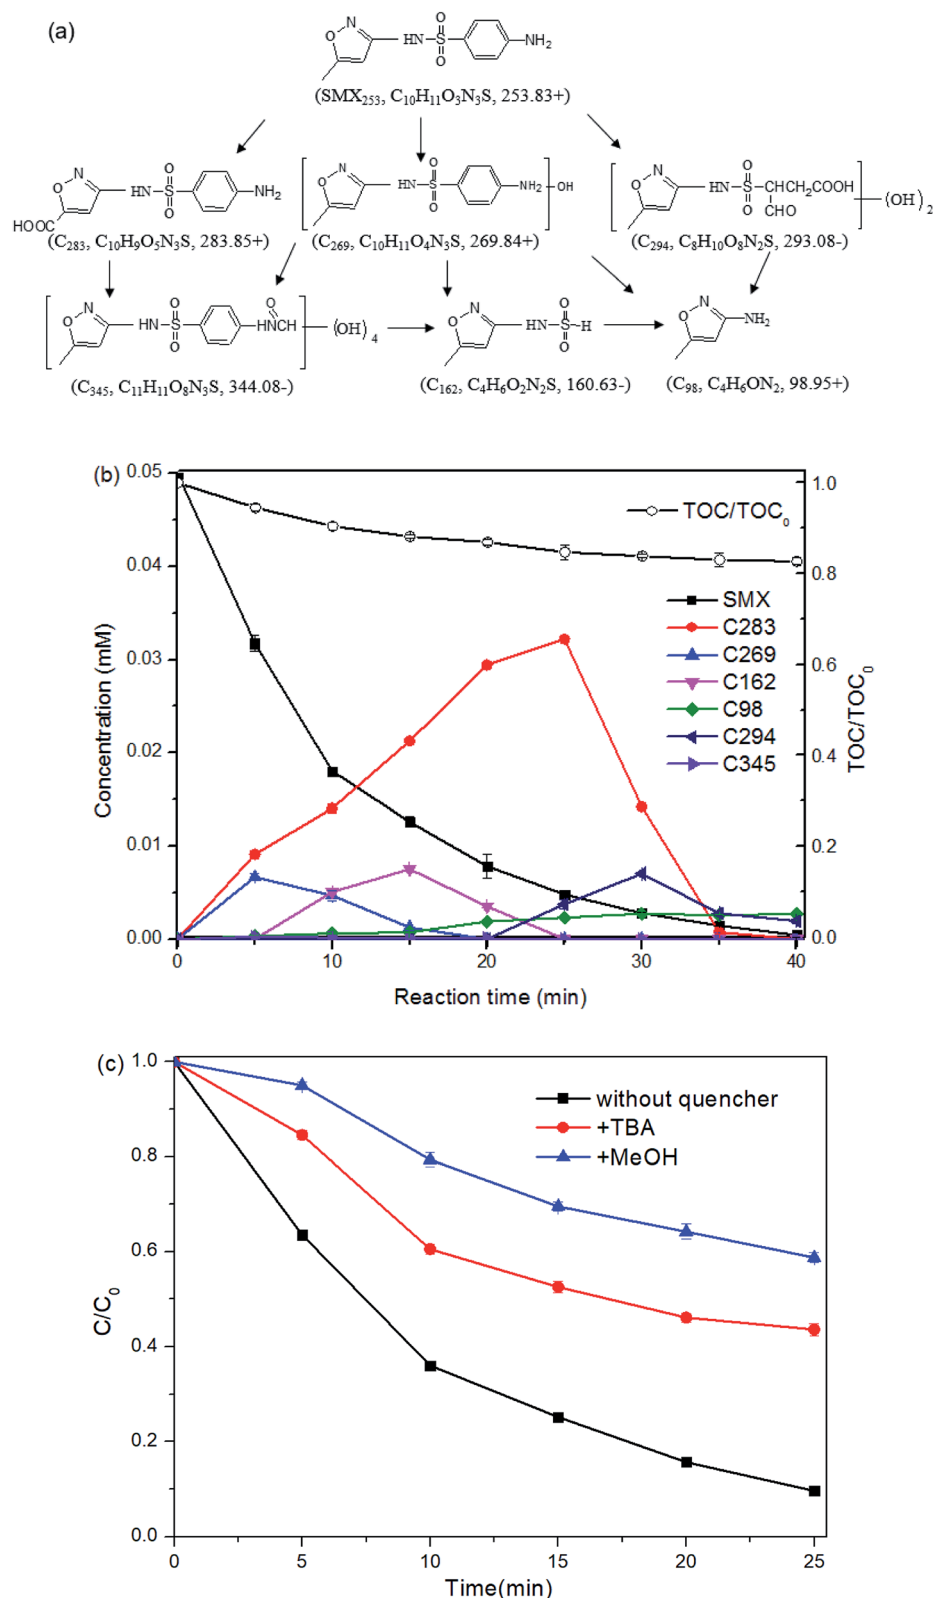 (a)
O
N
HN
S
O
O
NH₂
(SMX₂₅₃, C₁₀H₁₁O₃N₃S, 253.83+)
O
N
HN
S
O
O
NH₂
HOOC
(C₂₈₃, C₁₀H₉O₅N₃S, 283.85+)
O
N
HN
S
O
O
NH₂
OH
(C₂₆₉, C₁₀H₁₁O₄N₃S, 269.84+)
O
N
HN
S
O
O
CHCH₂COOH
CHO
(OH)₂
(C₂₉₄, C₈H₁₀O₈N₂S, 293.08-)
O
N
HN
S
O
O
O
HNCH
(OH)₄
(C₃₄₅, C₁₁H₁₁O₈N₃S, 344.08-)
O
N
HN
S
O
O
H
(C₁₆₂, C₄H₆O₂N₂S, 160.63-)
O
N
NH₂
(C₉₈, C₄H₆ON₂, 98.95+)
(b)
Concentration (mM)
0.05
0.04
0.03
0.02
0.01
0.00
TOC/TOC₀
SMX
C283
C269
C162
C98
C294
C345
1.0
0.8
0.6
0.4
0.2
0.0
TOC/TOC₀
0 10 20 30 40
Reaction time (min)
(c)
C/C₀
1.0
0.8
0.6
0.4
0.2
0.0
without quencher
+TBA
+MeOH
0 5 10 15 20 25
Time(min)